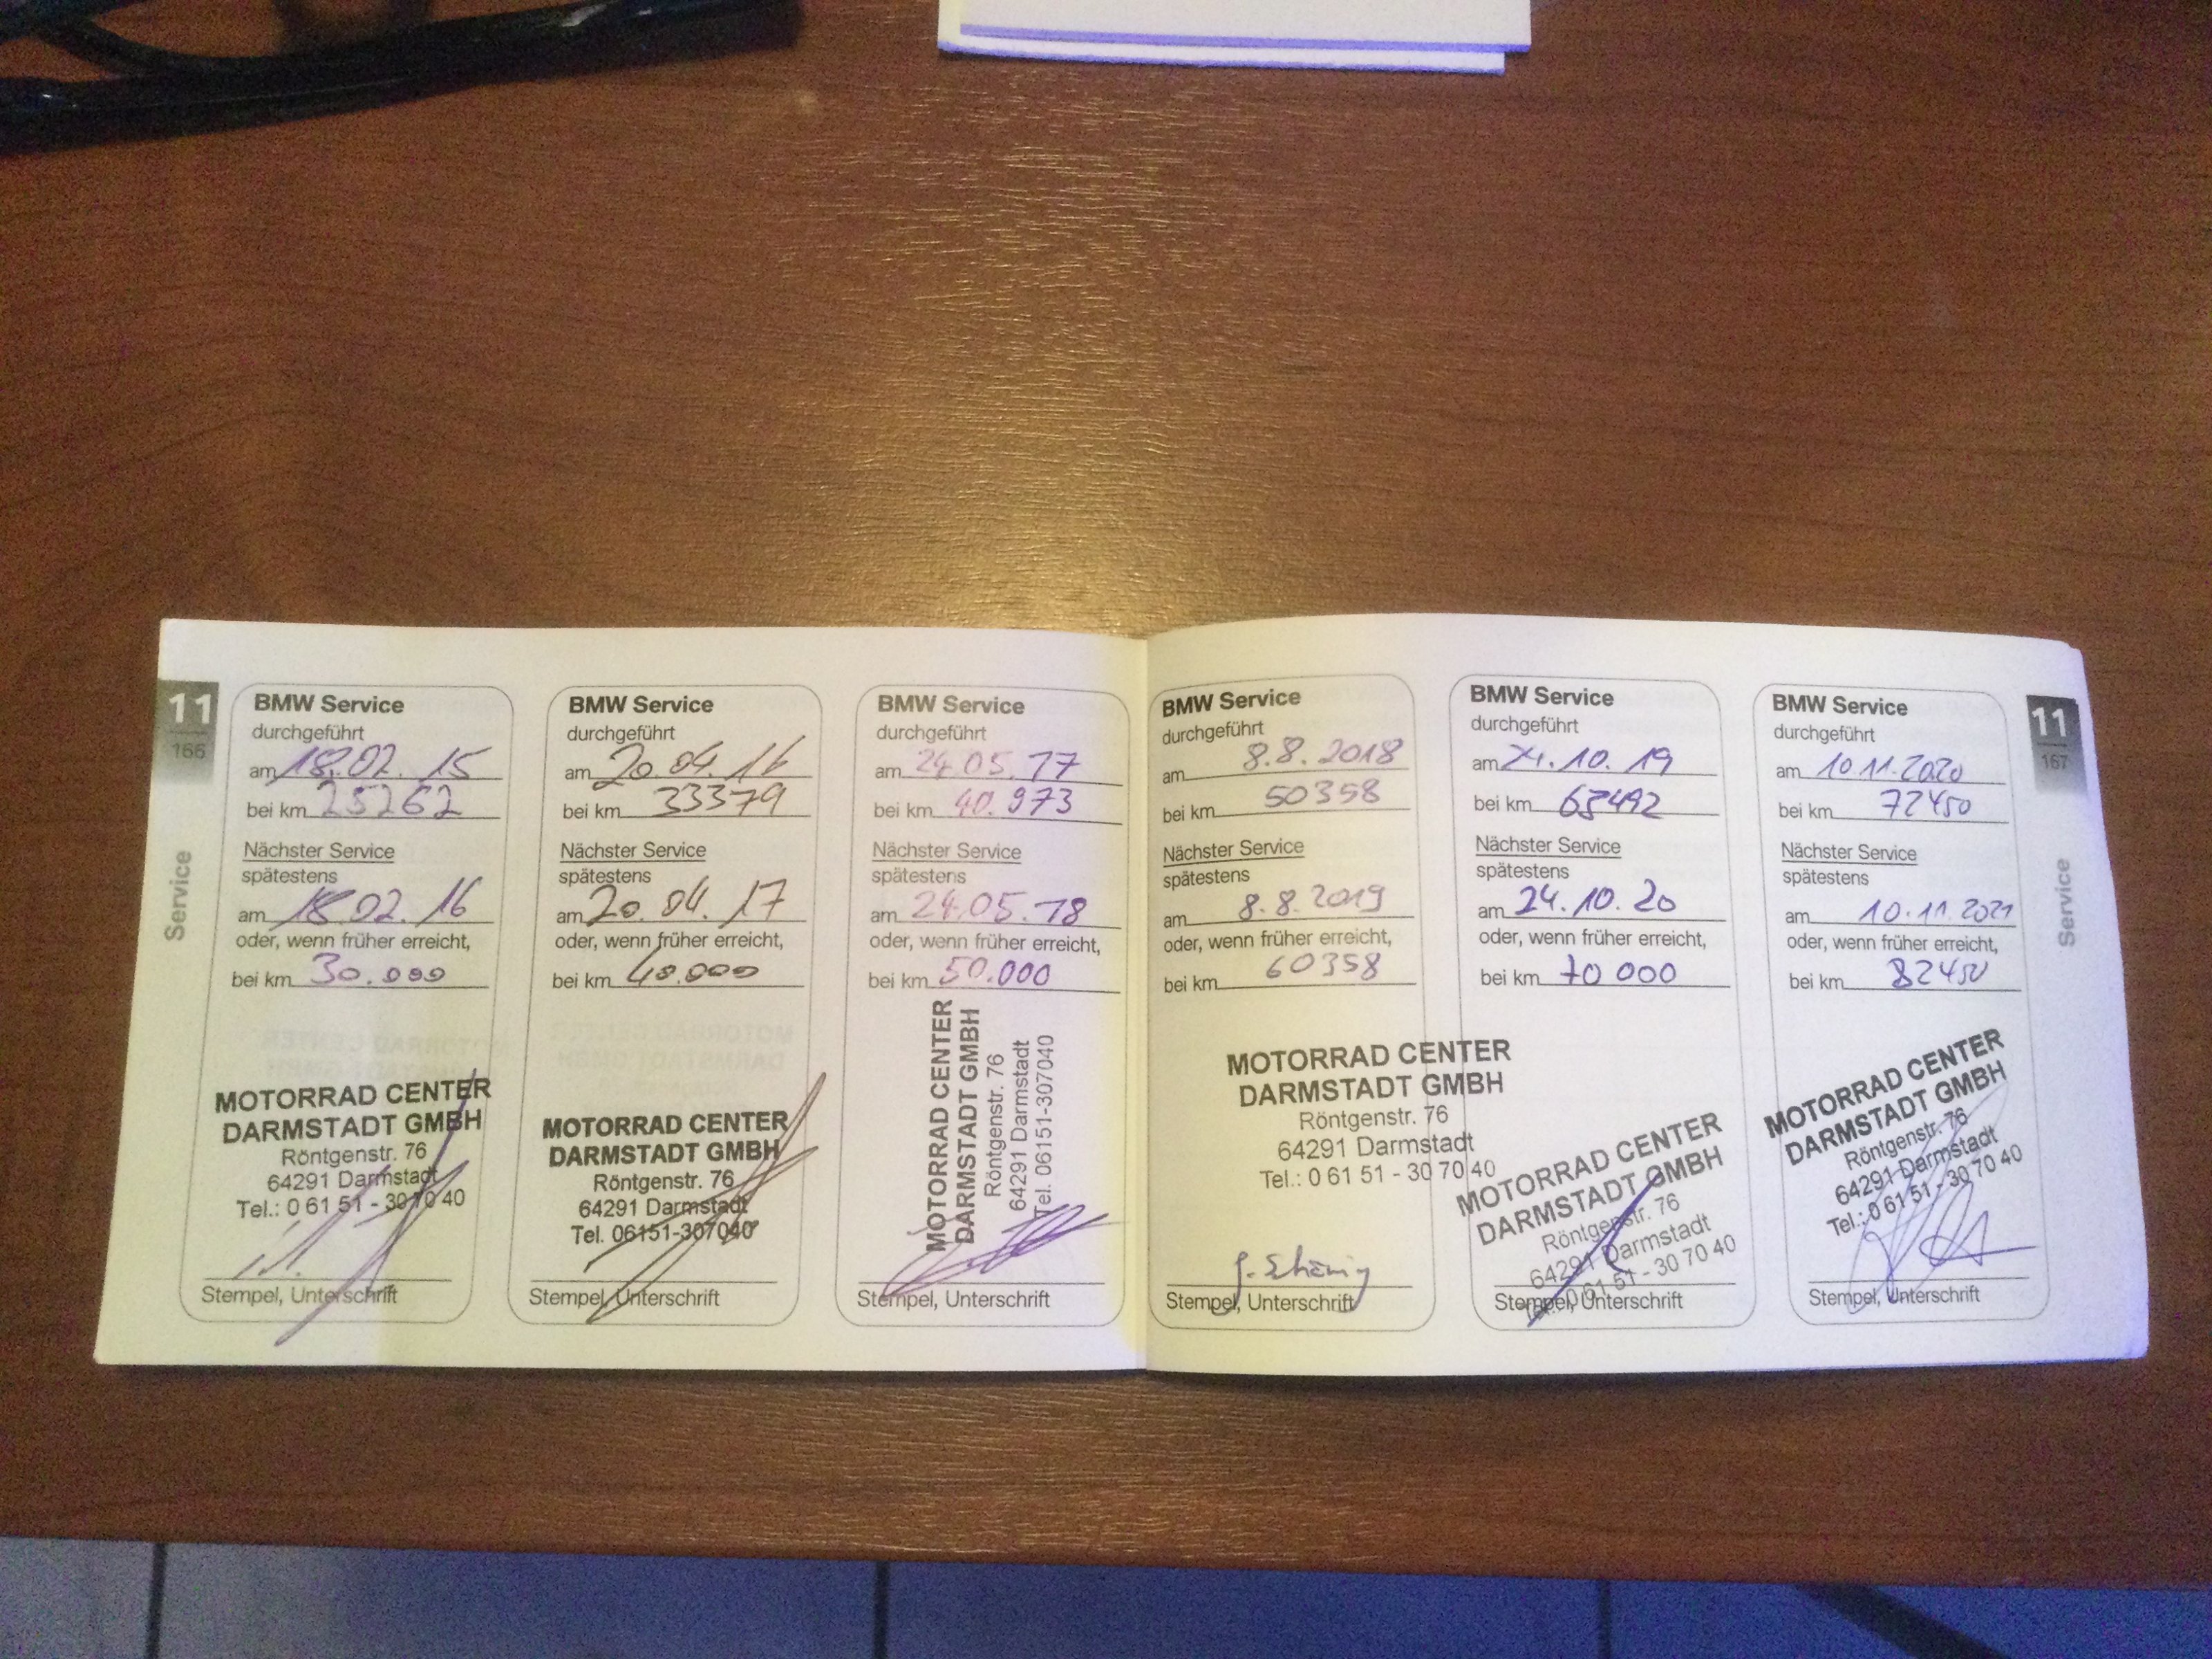 11
166
Service
BMW Service
durchgeführt
am 18.02.15
bei km 25262
Nächster Service
spätestens
am 18.02.16
oder, wenn früher erreicht,
bei km 30.000
MOTORRAD CENTER
DARMSTADT GMBH
Röntgenstr. 76
64291 Darmstadt
Tel.: 0 61 51 - 30 70 40
Stempel, Unterschrift
BMW Service
durchgeführt
am 20.04.16
bei km 33379
Nächster Service
spätestens
am 20.04.17
oder, wenn früher erreicht,
bei km 40.000
MOTORRAD CENTER
DARMSTADT GMBH
Röntgenstr. 76
64291 Darmstadt
Tel. 06151-307040
Stempel, Unterschrift
BMW Service
durchgeführt
am 24.05.17
bei km 40.973
Nächster Service
spätestens
am 24.05.18
oder, wenn früher erreicht,
bei km 50.000
MOTORRAD CENTER
DARMSTADT GMBH
Röntgenstr. 76
64291 Darmstadt
Tel. 06151-307040
Stempel, Unterschrift
BMW Service
durchgeführt
am 8.8.2018
bei km 50358
Nächster Service
spätestens
am 8.8.2019
oder, wenn früher erreicht,
bei km 60358
MOTORRAD CENTER
DARMSTADT GMBH
Röntgenstr. 76
64291 Darmstadt
Tel.: 0 61 51 - 30 70 40
Stempel, Unterschrift
BMW Service
durchgeführt
am 24.10.19
bei km
Nächster Service
spätestens
am 24.10.20
oder, wenn früher erreicht,
bei km 70 000
MOTORRAD CENTER
DARMSTADT GMBH
Röntgenstr. 76
64291 Darmstadt
Tel.: 0 61 51 - 30 70 40
Stempel, Unterschrift
BMW Service
durchgeführt
am 10.11.2020
bei km 72450
Nächster Service
spätestens
am 10.11.2021
oder, wenn früher erreicht,
bei km 82450
MOTORRAD CENTER
DARMSTADT GMBH
Röntgenstr. 76
64291 Darmstadt
Tel.: 0 61 51 - 30 70 40
Stempel, Unterschrift
11
167
Service